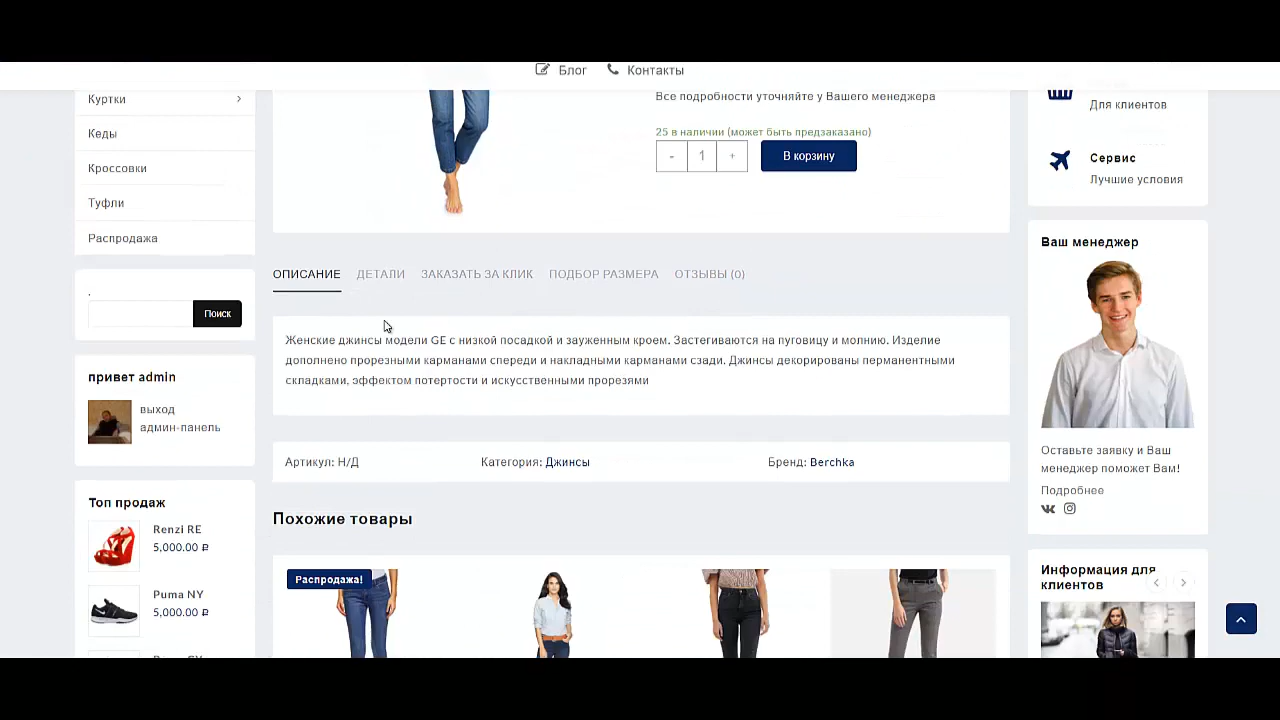 Блог
Контакты
Куртки
Кеды
Кроссовки
Туфли
Распродажа
.
Поиск
привет admin
выход
админ-панель
Топ продаж
Renzi RE
5,000.00 ₽
Puma NY
5,000.00 ₽
Все подробности уточняйте у Вашего менеджера
25 в наличии (может быть предзаказано)
- 1 +
В корзину
ОПИСАНИЕ ДЕТАЛИ ЗАКАЗАТЬ ЗА КЛИК ПОДБОР РАЗМЕРА ОТЗЫВЫ (0)
Женские джинсы модели GE с низкой посадкой и зауженным кроем. Застегиваются на пуговицу и молнию. Изделие
дополнено прорезными карманами спереди и накладными карманами сзади. Джинсы декорированы перманентными
складками, эффектом потертости и искусственными прорезями
Артикул: Н/Д Категория: Джинсы Бренд: Berchka
Похожие товары
Распродажа!
Для клиентов
Сервис
Лучшие условия
Ваш менеджер
Оставьте заявку и Ваш
менеджер поможет Вам!
Подробнее
Информация для
клиентов